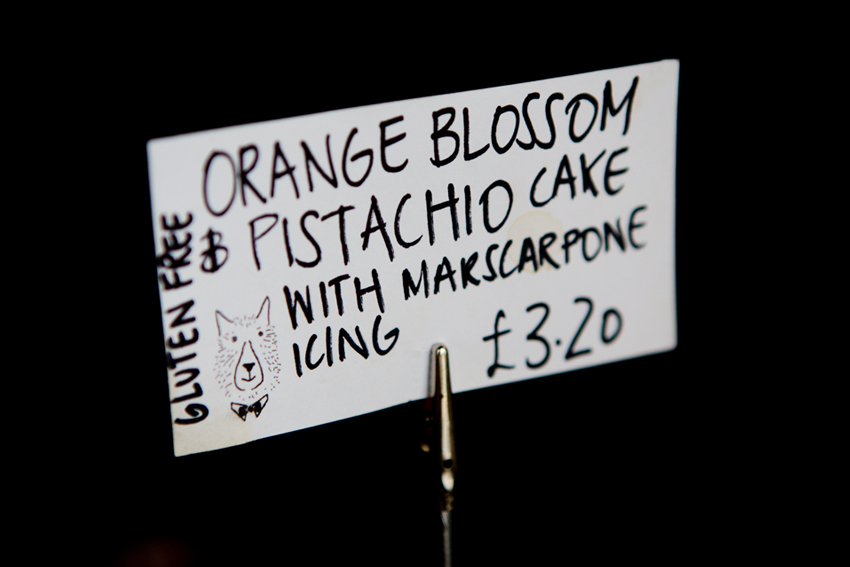 ORANGE BLOSSOM
& PISTACHIO CAKE
WITH MARSCARPONE
ICING
£3.20
GLUTEN FREE